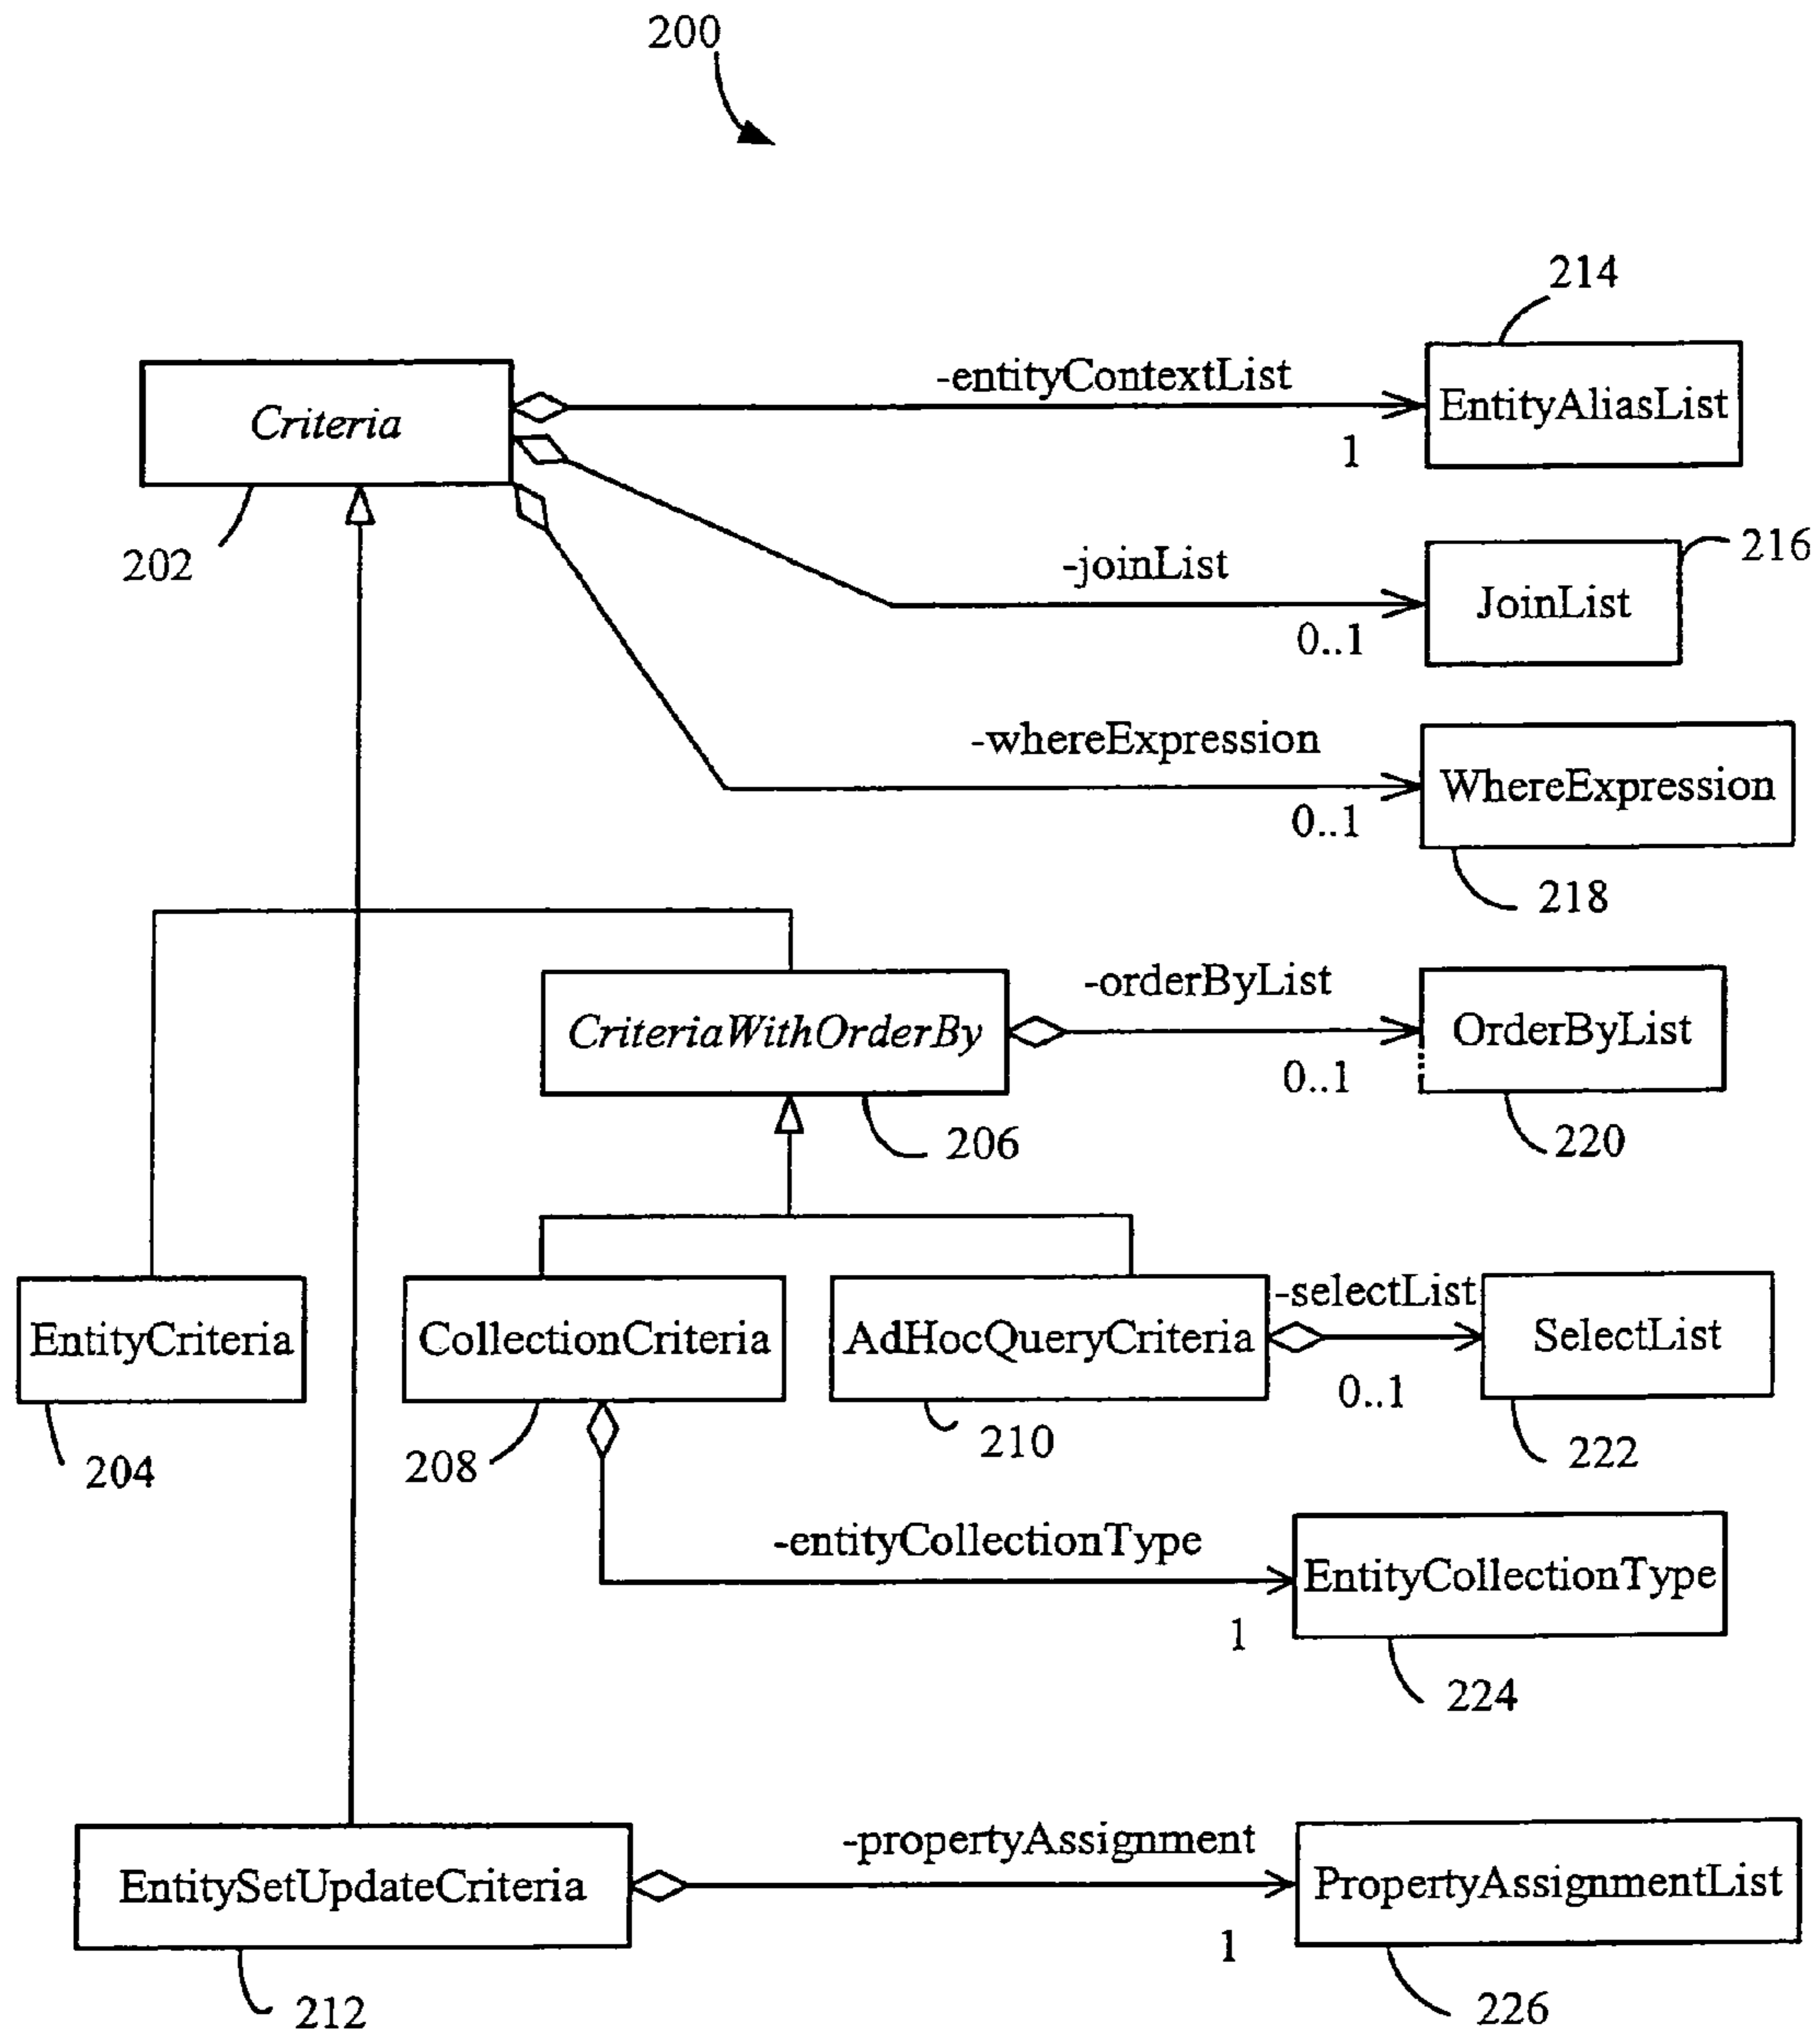 200
214
-entityContextList
EntityAliasList
Criteria
1
202
216
-joinList
JoinList
0..1
-whereExpression
WhereExpression
0..1
218
-orderByList
CriteriaWithOrderBy
OrderByList
0..1
206
220
-selectList
EntityCriteria
CollectionCriteria
AdHocQueryCriteria
SelectList
0..1
204
208
210
222
-entityCollectionType
EntityCollectionType
1
224
-propertyAssignment
EntitySetUpdateCriteria
PropertyAssignmentList
1
212
226